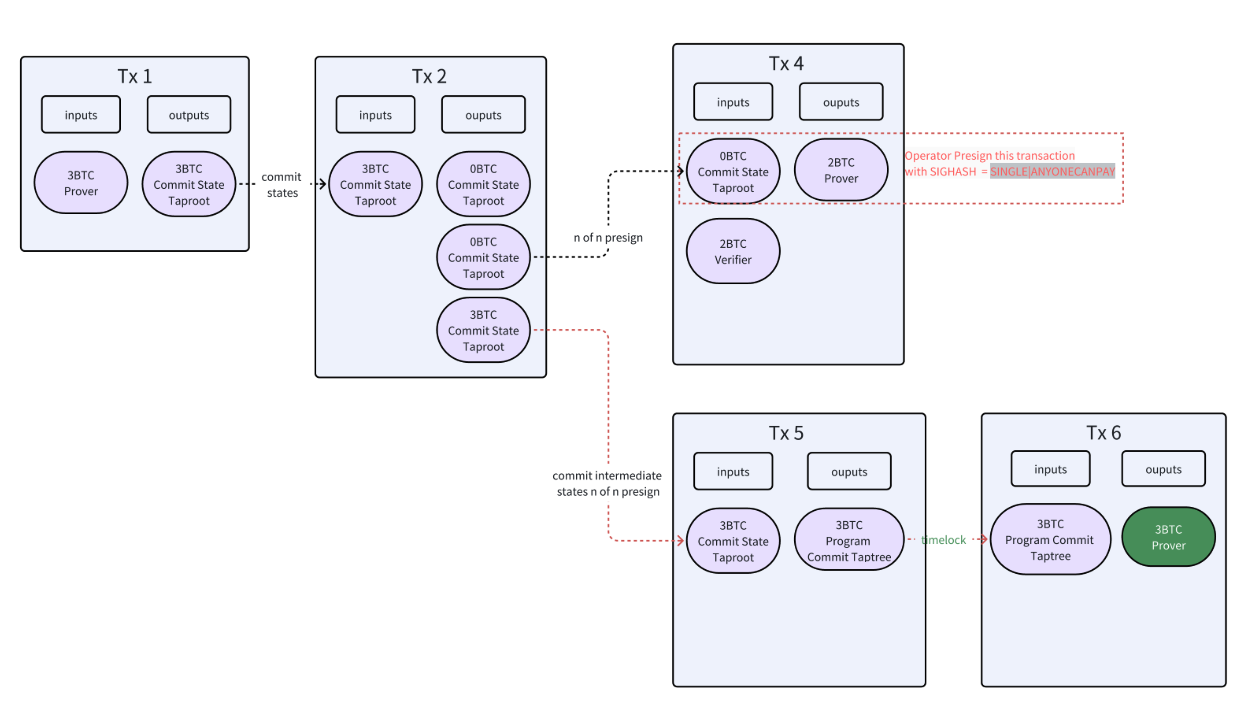 Tx 1
inputs
outputs
3BTC
Prover
3BTC
Commit State
Taproot
commit
states
Tx 2
inputs
ouputs
3BTC
Commit State
Taproot
0BTC
Commit State
Taproot
0BTC
Commit State
Taproot
3BTC
Commit State
Taproot
n of n presign
Tx 4
inputs
ouputs
0BTC
Commit State
Taproot
2BTC
Prover
Operator Presign this transaction
with SIGHASH = SINGLE|ANYONECANPAY
2BTC
Verifier
commit intermediate
states n of n presign
Tx 5
inputs
ouputs
3BTC
Commit State
Taproot
3BTC
Program
Commit Taptree
timelock
Tx 6
inputs
ouputs
3BTC
Program Commit
Taptree
3BTC
Prover